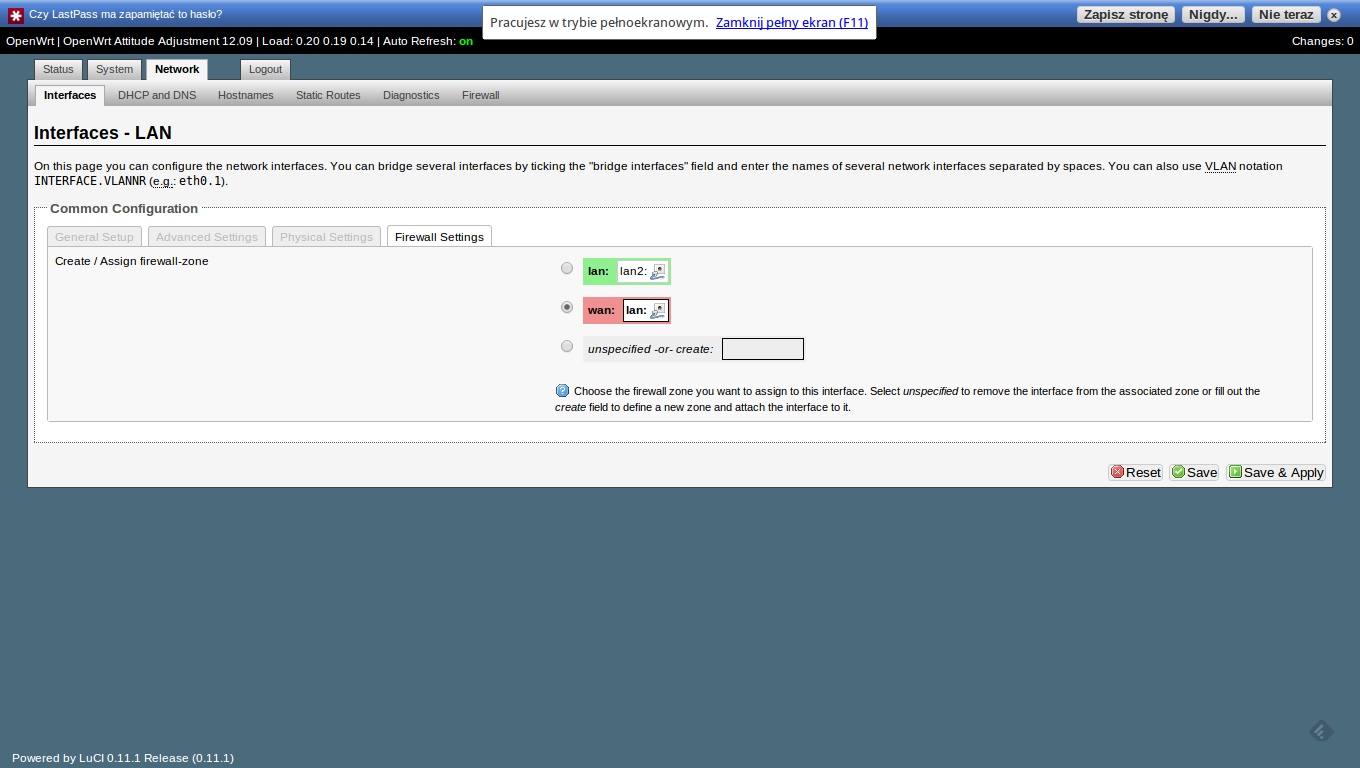 Czy LastPass ma zapamiętać to hasło?
Pracujesz w trybie pełnoekranowym. Zamknij pełny ekran (F11)
Zapisz stronę Nigdy... Nie teraz
OpenWrt | OpenWrt Attitude Adjustment 12.09 | Load: 0.20 0.19 0.14 | Auto Refresh: on
Changes: 0
Status System Network Logout
Interfaces DHCP and DNS Hostnames Static Routes Diagnostics Firewall
Interfaces - LAN
On this page you can configure the network interfaces. You can bridge several interfaces by ticking the "bridge interfaces" field and enter the names of several network interfaces separated by spaces. You can also use VLAN notation
INTERFACE.VLANNR (e.g.: eth0.1).
Common Configuration
General Setup Advanced Settings Physical Settings Firewall Settings
Create / Assign firewall-zone
lan: lan2:
wan: lan:
unspecified -or- create:
Choose the firewall zone you want to assign to this interface. Select unspecified to remove the interface from the associated zone or fill out the
create field to define a new zone and attach the interface to it.
Reset Save Save & Apply
Powered by LuCI 0.11.1 Release (0.11.1)